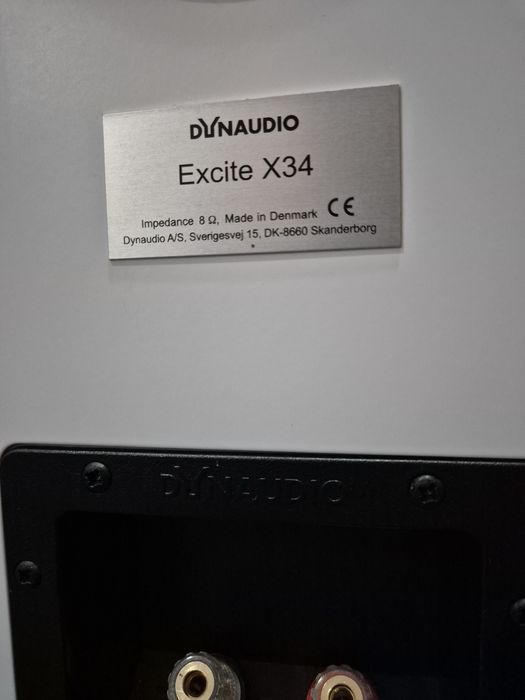 DYNAUDIO
Excite X34
Impedance 8 Ω, Made in Denmark CE
Dynaudio A/S, Sverigesvej 15, DK-8660 Skanderborg
DYNAUDIO